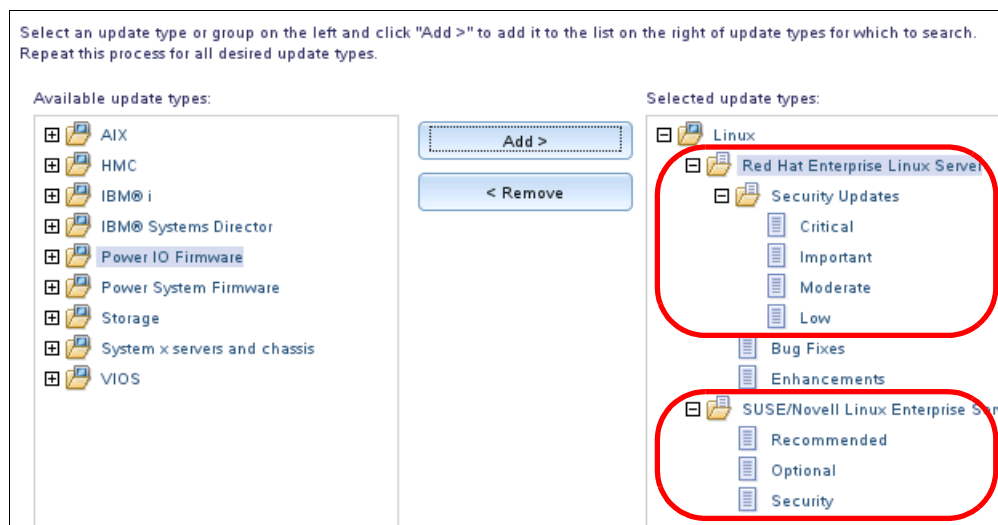 Select an update type or group on the left and click "Add >" to add it to the list on the right of update types for which to search.
Repeat this process for all desired update types.
Available update types:
AIX
HMC
IBM® i
IBM® Systems Director
Power IO Firmware
Power System Firmware
Storage
System x servers and chassis
VIOS
Add >
< Remove
Selected update types:
Linux
Red Hat Enterprise Linux Server
Security Updates
Critical
Important
Moderate
Low
Bug Fixes
Enhancements
SUSE/Novell Linux Enterprise
Recommended
Optional
Security